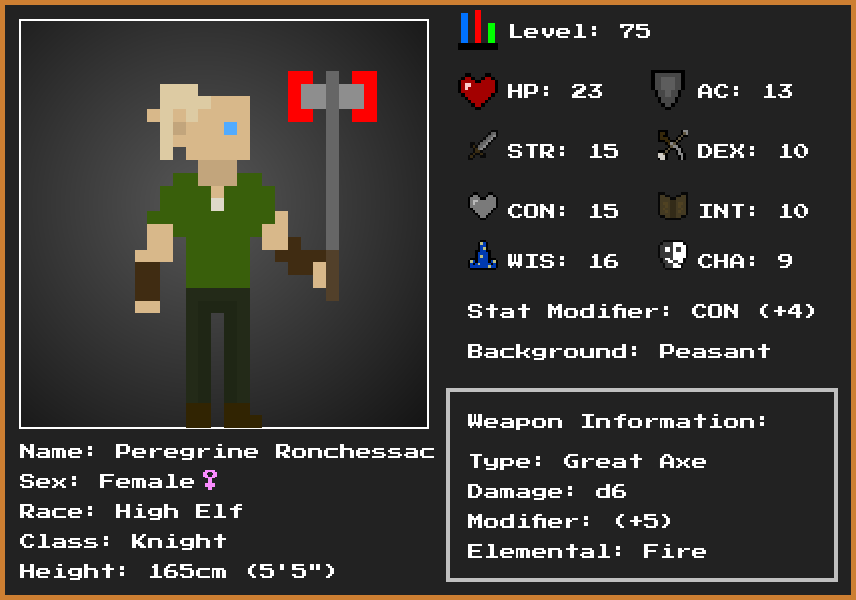 Level: 75
HP: 23
AC: 13
STR: 15
DEX: 10
CON: 15
INT: 10
WIS: 16
CHA: 9
Stat Modifier: CON (+4)
Background: Peasant
Name: Peregrine Ronchessac
Sex: Female♀
Race: High Elf
Class: Knight
Height: 165cm (5'5")
Weapon Information:
Type: Great Axe
Damage: d6
Modifier: (+5)
Elemental: Fire